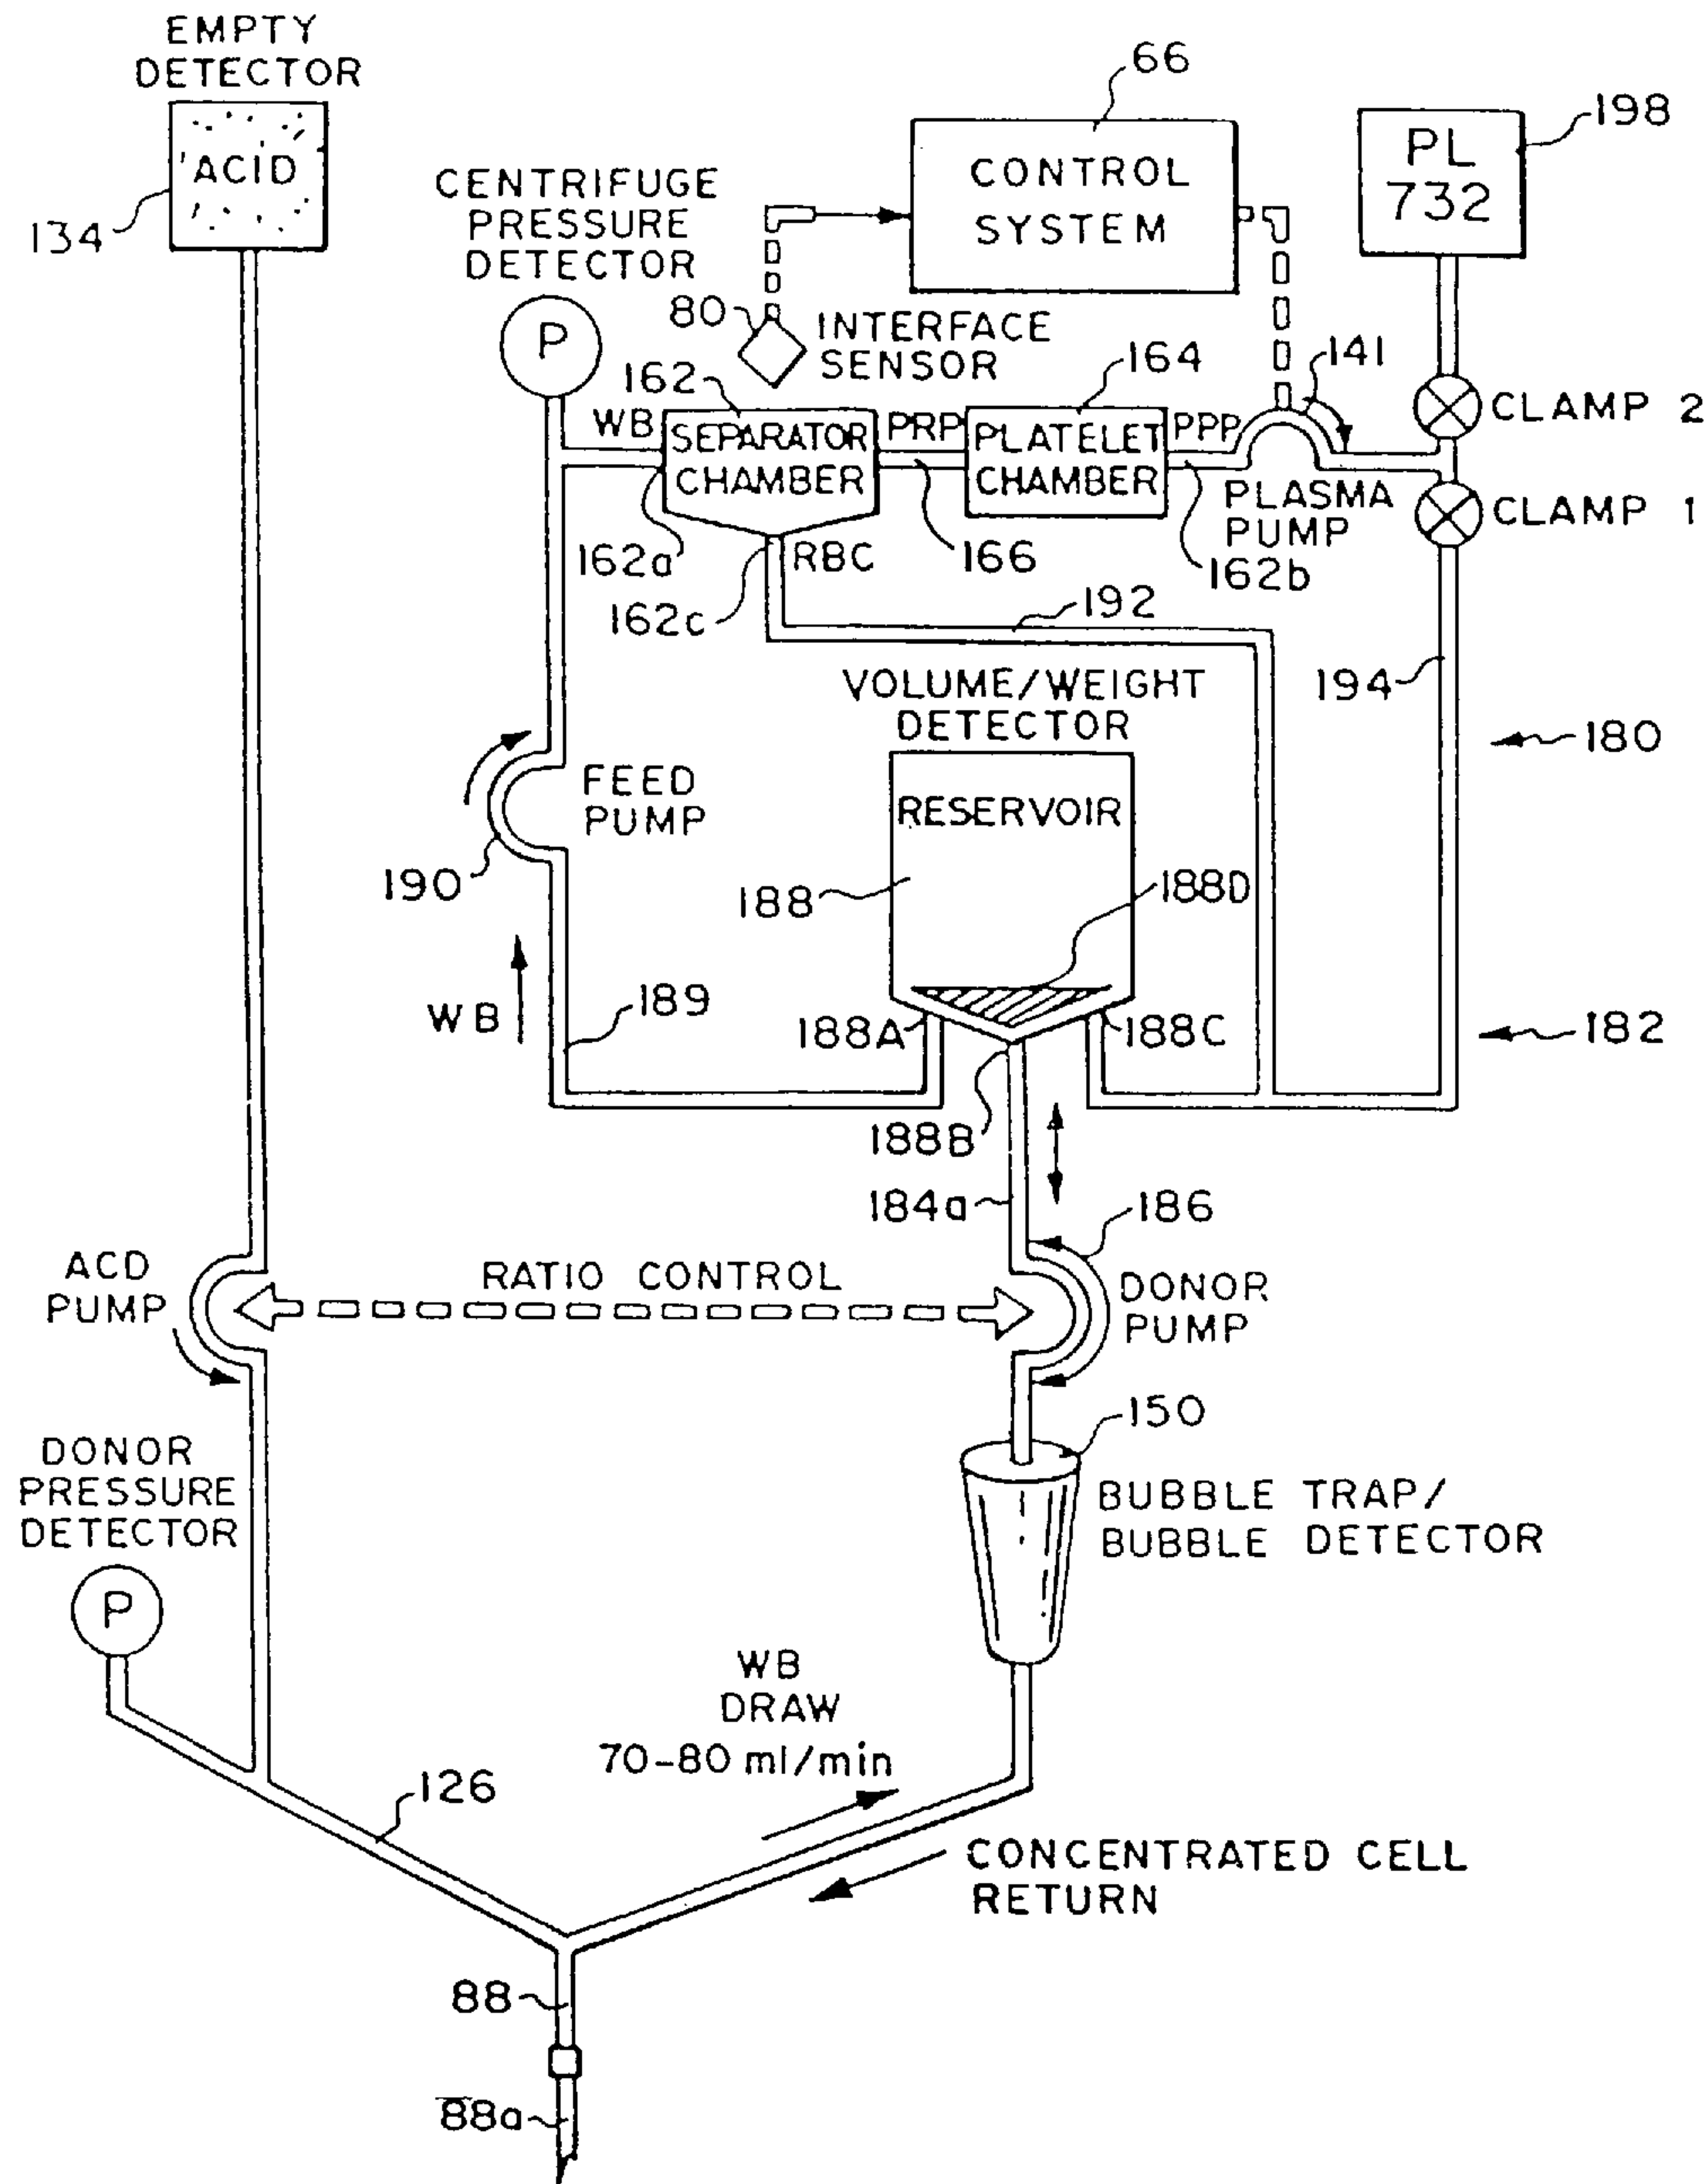 EMPTY
DETECTOR
ACID
134
66
CONTROL
SYSTEM
198
PL
732
CENTRIFUGE
PRESSURE
DETECTOR
P
80
INTERFACE
SENSOR
162
164
141
CLAMP 2
WB
SEPARATOR
CHAMBER
PRP
PLATELET
CHAMBER
PPP
PLASMA
PUMP
CLAMP 1
162a
RBC
166
162b
162c
192
194
VOLUME/WEIGHT
DETECTOR
180
FEED
PUMP
190
RESERVOIR
188
188D
WB
189
188A
188C
182
188B
184a
186
ACD
PUMP
RATIO CONTROL
DONOR
PUMP
150
DONOR
PRESSURE
DETECTOR
P
BUBBLE TRAP/
BUBBLE DETECTOR
WB
DRAW
70-80 ml/min
126
CONCENTRATED CELL
RETURN
88
88a